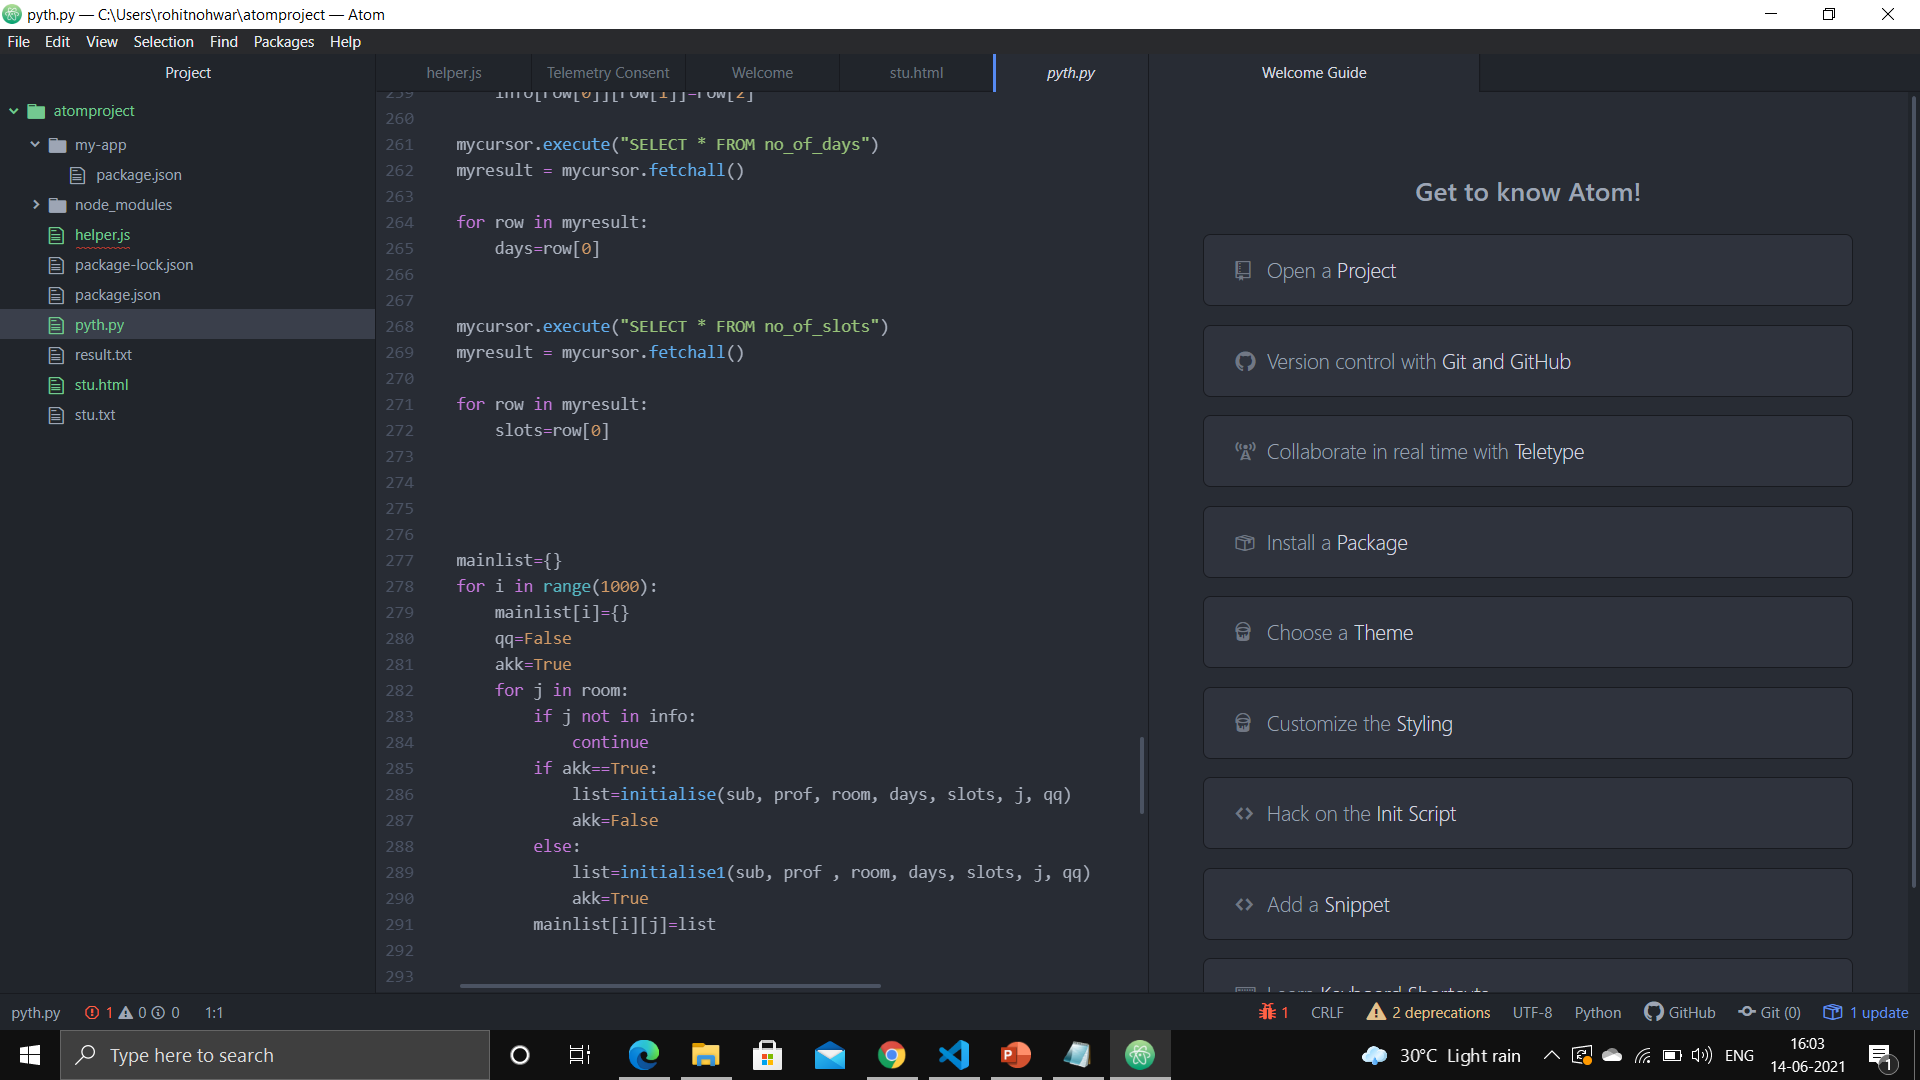 pyth.py — C:\Users\rohitnohwar\atomproject — Atom
File Edit View Selection Find Packages Help
Project
atomproject
my-app
package.json
node_modules
helper.js
package-lock.json
package.json
pyth.py
result.txt
stu.html
stu.txt
helper.js Telemetry Consent Welcome stu.html pyth.py
259 info[row[0]][row[1]]=row[2]
260
261 mycursor.execute("SELECT * FROM no_of_days")
262 myresult = mycursor.fetchall()
263
264 for row in myresult:
265 days=row[0]
266
267
268 mycursor.execute("SELECT * FROM no_of_slots")
269 myresult = mycursor.fetchall()
270
271 for row in myresult:
272 slots=row[0]
273
274
275
276
277 mainlist={}
278 for i in range(1000):
279 mainlist[i]={}
280 qq=False
281 akk=True
282 for j in room:
283 if j not in info:
284 continue
285 if akk==True:
286 list=initialise(sub, prof, room, days, slots, j, qq)
287 akk=False
288 else:
289 list=initialise1(sub, prof , room, days, slots, j, qq)
290 akk=True
291 mainlist[i][j]=list
292
293
Welcome Guide
Get to know Atom!
Open a Project
Version control with Git and GitHub
Collaborate in real time with Teletype
Install a Package
Choose a Theme
Customize the Styling
Hack on the Init Script
Add a Snippet
Learn Keyboard Shortcuts
pyth.py 1 0 0 1:1
1 CRLF 2 deprecations UTF-8 Python GitHub Git (0) 1 update
Type here to search
30°C Light rain ENG 16:03
14-06-2021
1